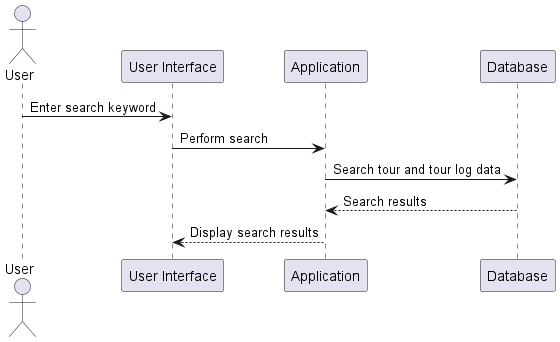 User
User Interface
Application
Database
Enter search keyword
Perform search
Search tour and tour log data
Search results
Display search results
User
User Interface
Application
Database